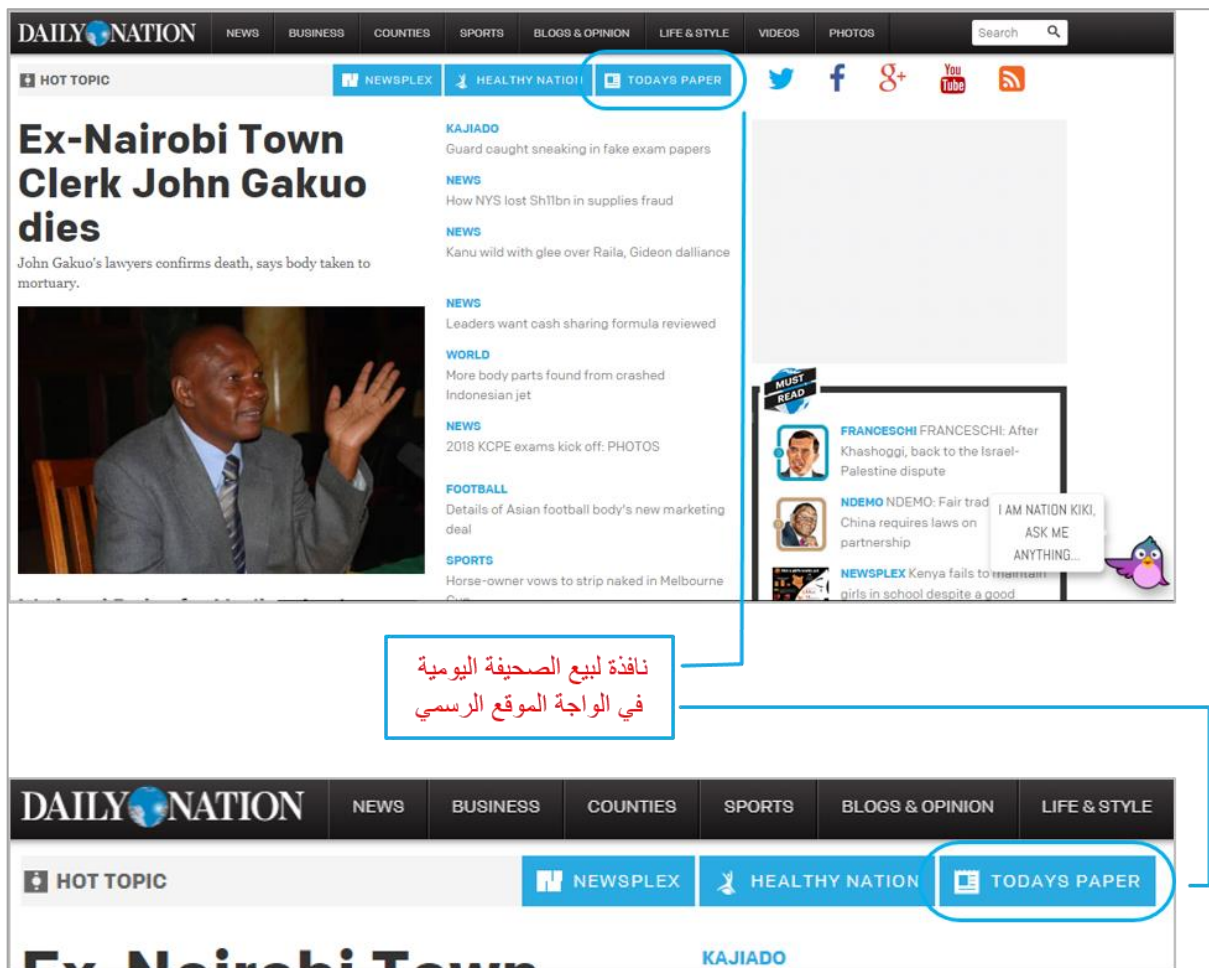 DAILY NATION NEWS BUSINESS COUNTIES SPORTS BLOGS & OPINION LIFE & STYLE VIDEOS PHOTOS Search
HOT TOPIC NEWSPLEX HEALTHY NATION TODAYS PAPER f 8+ You Tube
Ex-Nairobi Town
Clerk John Gakuo
dies
John Gakuo's lawyers confirms death, says body taken to
mortuary.
KAJIADO
Guard caught sneaking in fake exam papers
NEWS
How NYS lost Sh11bn in supplies fraud
NEWS
Kanu wild with glee over Raila, Gideon dalliance
NEWS
Leaders want cash sharing formula reviewed
WORLD
More body parts found from crashed
Indonesian jet
NEWS
2018 KCPE exams kick off: PHOTOS
FOOTBALL
Details of Asian football body's new marketing
deal
SPORTS
Horse-owner vows to strip naked in Melbourne
MUST
READ
FRANCESCHI FRANCESCHI: After
Khashoggi, back to the Israel-
Palestine dispute
NDEMO NDEMO: Fair trad
China requires laws on
partnership
NEWSPLEX Kenya fails to maintain
girls in school despite a good
I AM NATION KIKI,
ASK ME
ANYTHING...
نافذة لبيع الصحيفة اليومية
في الواجة الموقع الرسمي
DAILY NATION NEWS BUSINESS COUNTIES SPORTS BLOGS & OPINION LIFE & STYLE
HOT TOPIC NEWSPLEX HEALTHY NATION TODAYS PAPER
Ex-Nairobi Town
KAJIADO